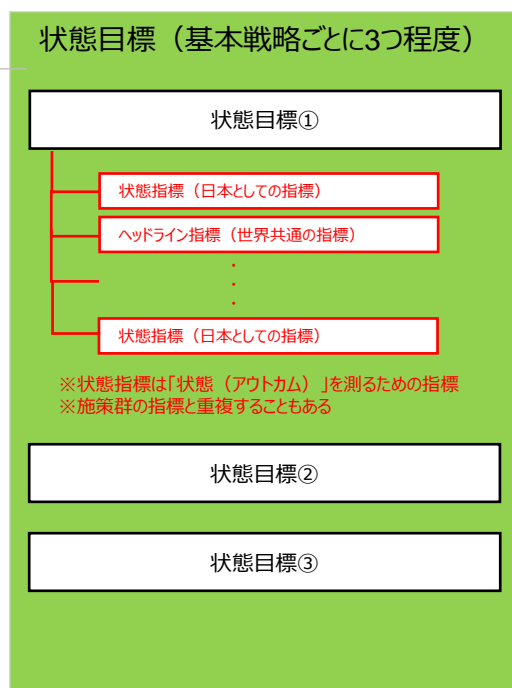 状態目標（基本戦略ごとに3つ程度）
状態目標①
状態指標（日本としての指標）
ヘッドライン指標（世界共通の指標）
・
・
・
状態指標（日本としての指標）
※状態指標は「状態（アウトカム）」を測るための指標
※施策群の指標と重複することもある
状態目標②
状態目標③